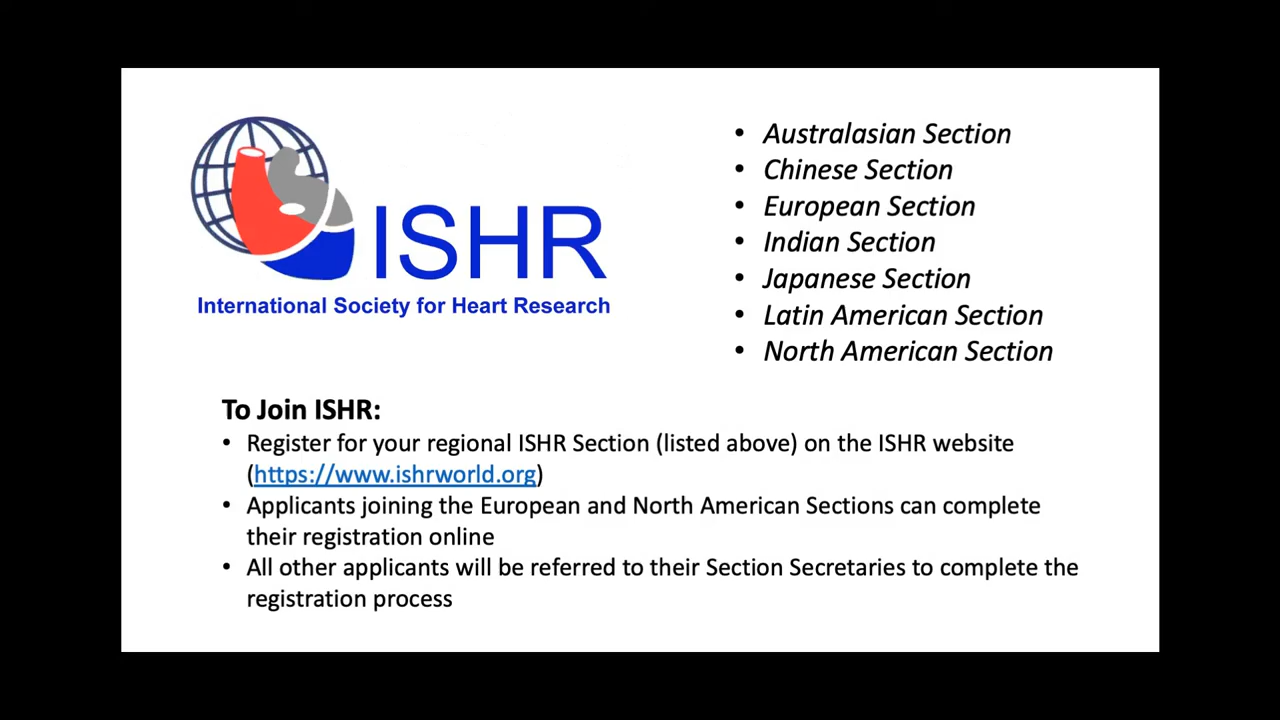 ISHR
International Society for Heart Research
• Australasian Section
• Chinese Section
• European Section
• Indian Section
• Japanese Section
• Latin American Section
• North American Section
To Join ISHR:
• Register for your regional ISHR Section (listed above) on the ISHR website
(https://www.ishrworld.org)
• Applicants joining the European and North American Sections can complete
their registration online
• All other applicants will be referred to their Section Secretaries to complete the
registration process